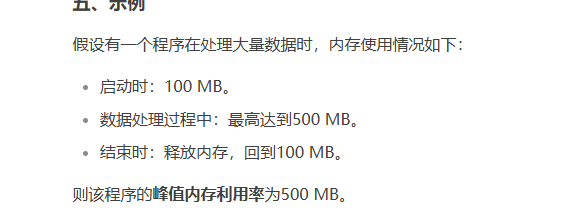 五、示例
假设有一个程序在处理大量数据时，内存使用情况如下：
启动时：100 MB。
数据处理过程中：最高达到500 MB。
结束时：释放内存，回到100 MB。
则该程序的峰值内存利用率为500 MB。